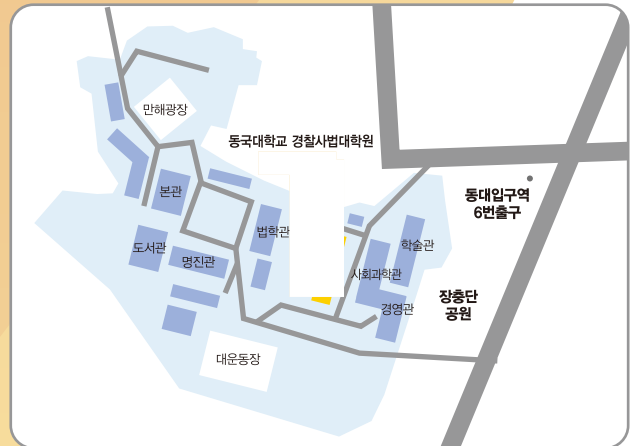 만해광장
동국대학교 경찰사법대학원
본관
동대입구역
6번출구
법학관
학술관
도서관
명진관
사회과학관
장충단
공원
경영관
대운동장